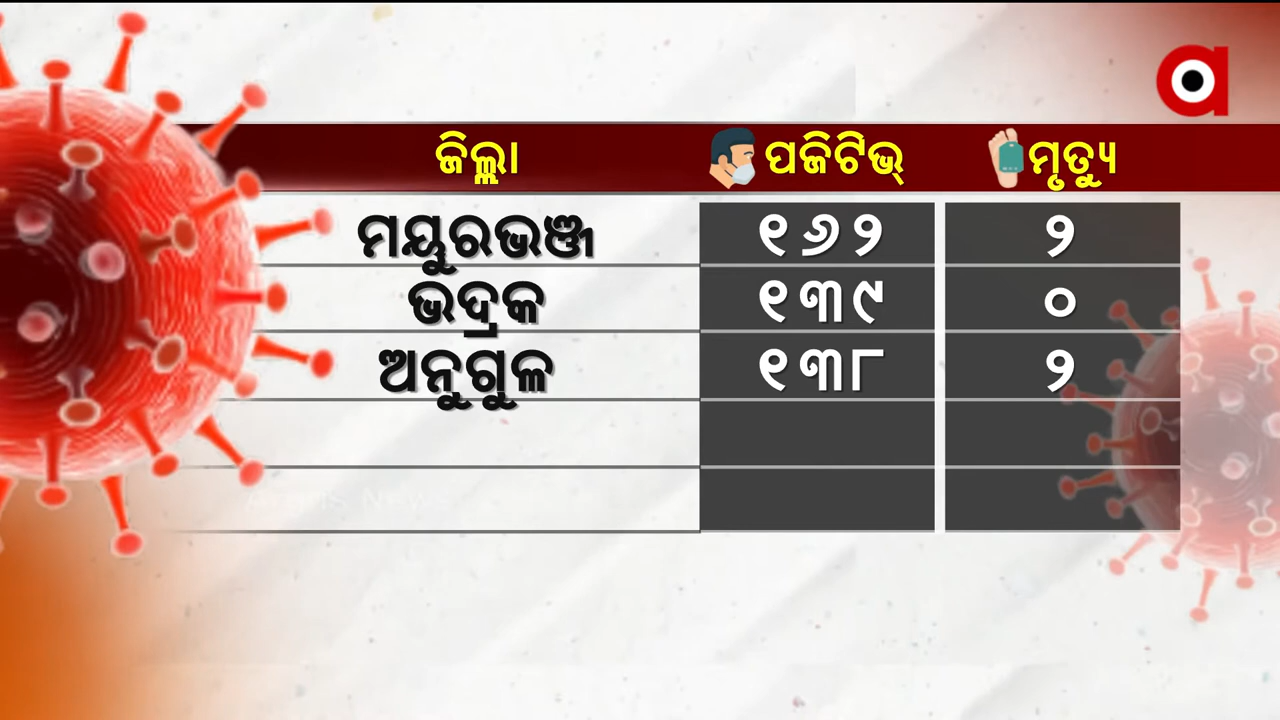 ଜିଲ୍ଲା ପଜିଟିଭ୍ ମୃତ୍ୟୁ
ମୟୂରଭଞ୍ଜ ୧୬୨ ୨
ଭଦ୍ରକ ୧୩୯ ୦
ଅନୁଗୁଳ ୧୩୮ ୨